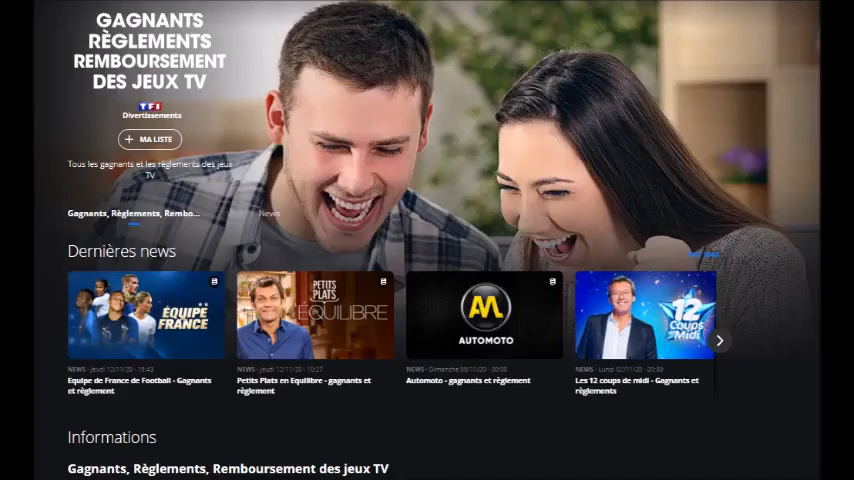 GAGNANTS
RÈGLEMENTS
REMBOURSEMENT
DES JEUX TV
TF1
Divertissements
+ MA LISTE
Tous les gagnants et les règlements des jeux
TV
Gagnants, Règlements, Rembo...
News
Dernières news
ÉQUIPE
FRANCE
PETITS
PLATS
ÉQUILIBRE
AUTOMOTO
12
Coups
de
Midi
NEWS - Jeudi 12/11/20 - 18:43
Equipe de France de Football - Gagnants
et règlement
NEWS - Jeudi 12/11/20 - 10:27
Petits Plats en Equilibre - gagnants et
règlement
NEWS - Dimanche 08/11/20 - 00:00
Automoto - gagnants et règlement
NEWS - Lundi 02/11/20 - 00:00
Les 12 coups de midi - Gagnants et
règlements
Informations
Gagnants, Règlements, Remboursement des jeux TV